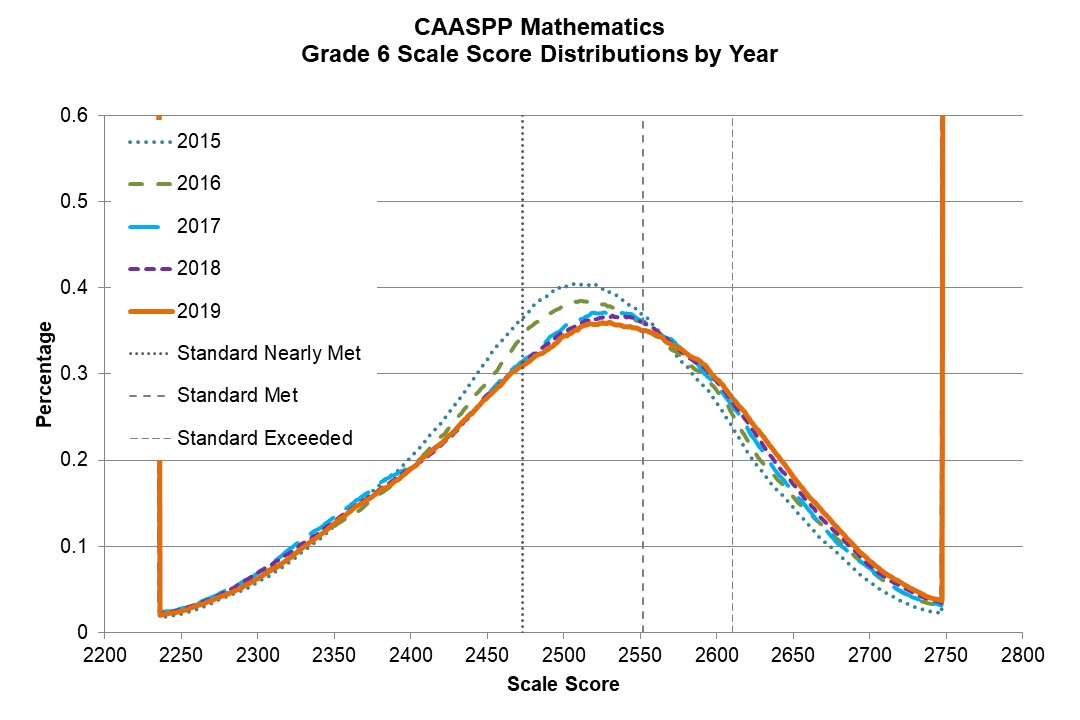 CAASPP Mathematics
Grade 6 Scale Score Distributions by Year
0.6
0.5
0.4
0.3
0.2
0.1
0
Percentage
2015
2016
2017
2018
2019
Standard Nearly Met
Standard Met
Standard Exceeded
2200 2250 2300 2350 2400 2450 2500 2550 2600 2650 2700 2750 2800
Scale Score